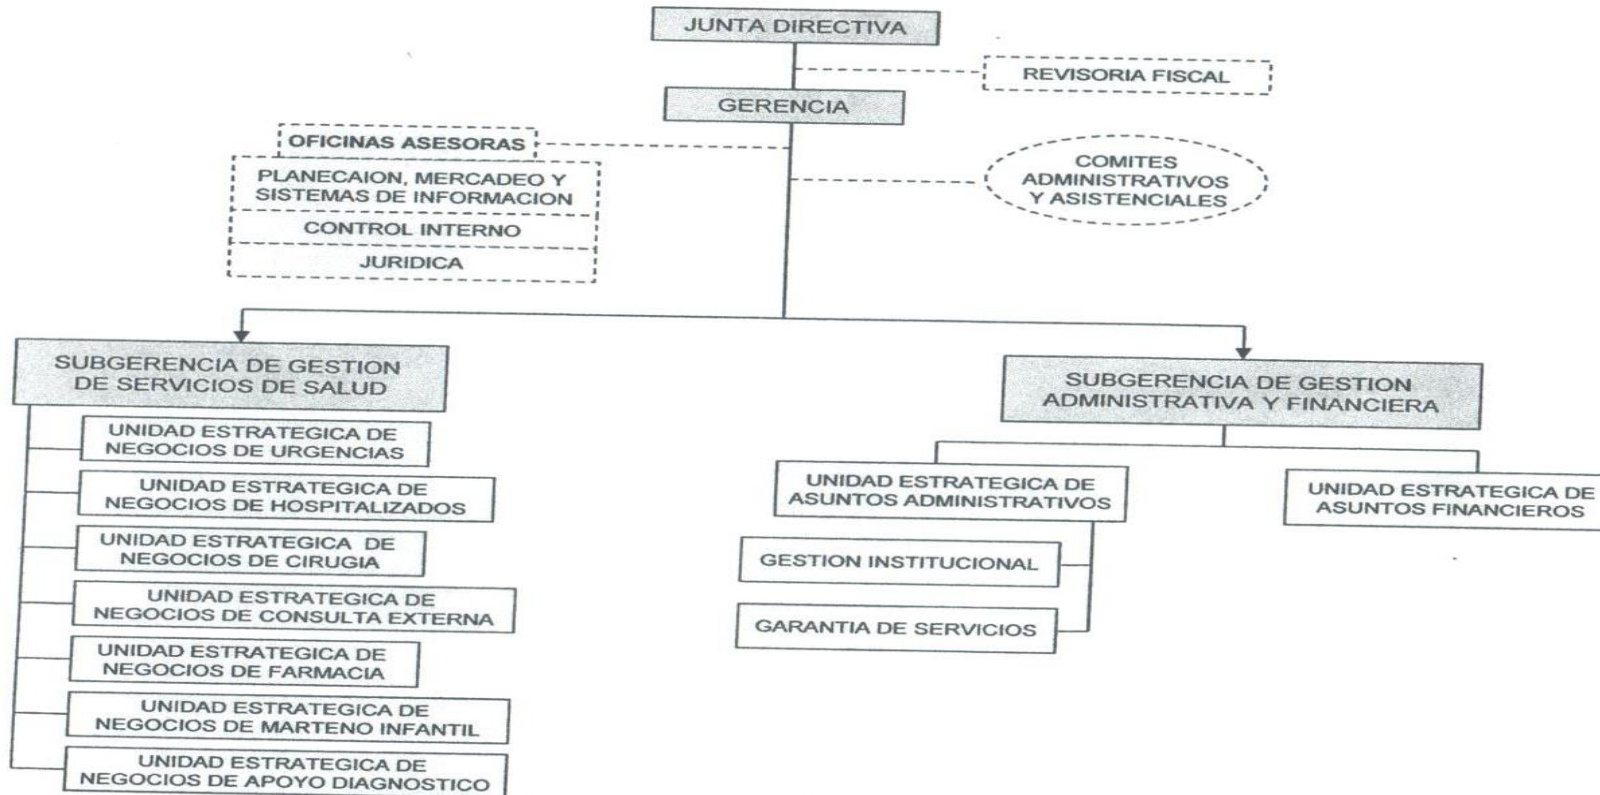 JUNTA DIRECTIVA
REVISORIA FISCAL
GERENCIA
OFICINAS ASESORAS
PLANECAION, MERCADEO Y
SISTEMAS DE INFORMACION
CONTROL INTERNO
JURIDICA
COMITES
ADMINISTRATIVOS
Y ASISTENCIALES
SUBGERENCIA DE GESTION
DE SERVICIOS DE SALUD
UNIDAD ESTRATEGICA DE
NEGOCIOS DE URGENCIAS
UNIDAD ESTRATEGICA DE
NEGOCIOS DE HOSPITALIZADOS
UNIDAD ESTRATEGICA DE
NEGOCIOS DE CIRUGIA
UNIDAD ESTRATEGICA DE
NEGOCIOS DE CONSULTA EXTERNA
UNIDAD ESTRATEGICA DE
NEGOCIOS DE FARMACIA
UNIDAD ESTRATEGICA DE
NEGOCIOS DE MARTENO INFANTIL
UNIDAD ESTRATEGICA DE
NEGOCIOS DE APOYO DIAGNOSTICO
SUBGERENCIA DE GESTION
ADMINISTRATIVA Y FINANCIERA
UNIDAD ESTRATEGICA DE
ASUNTOS ADMINISTRATIVOS
GESTION INSTITUCIONAL
GARANTIA DE SERVICIOS
UNIDAD ESTRATEGICA DE
ASUNTOS FINANCIEROS